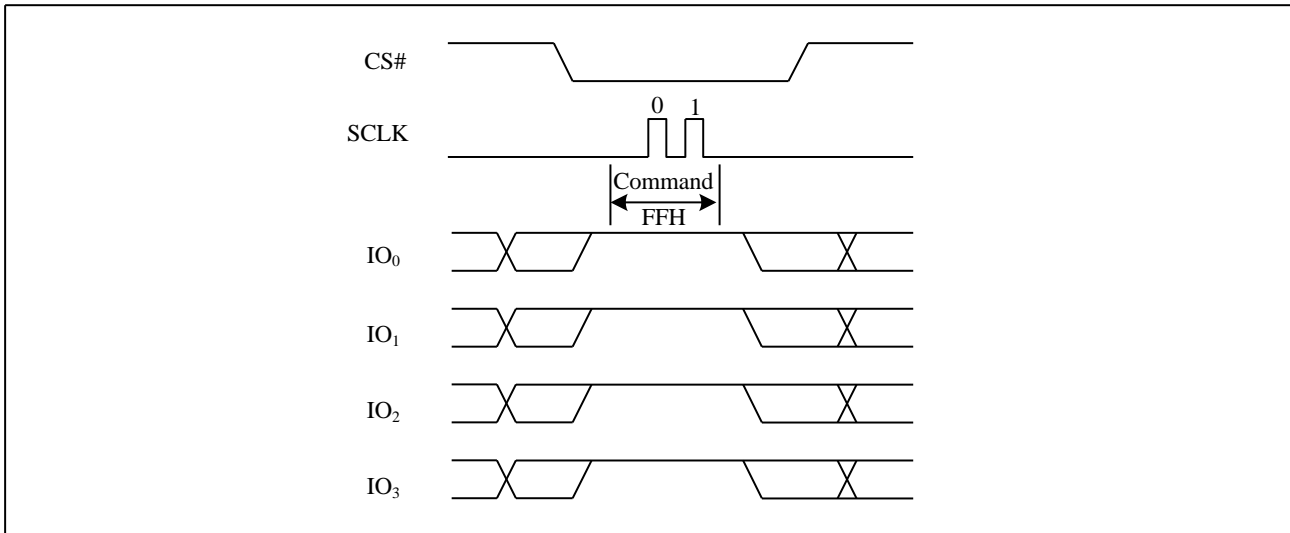 CS#
0 1
SCLK
Command
FFH
IO₀
IO₁
IO₂
IO₃